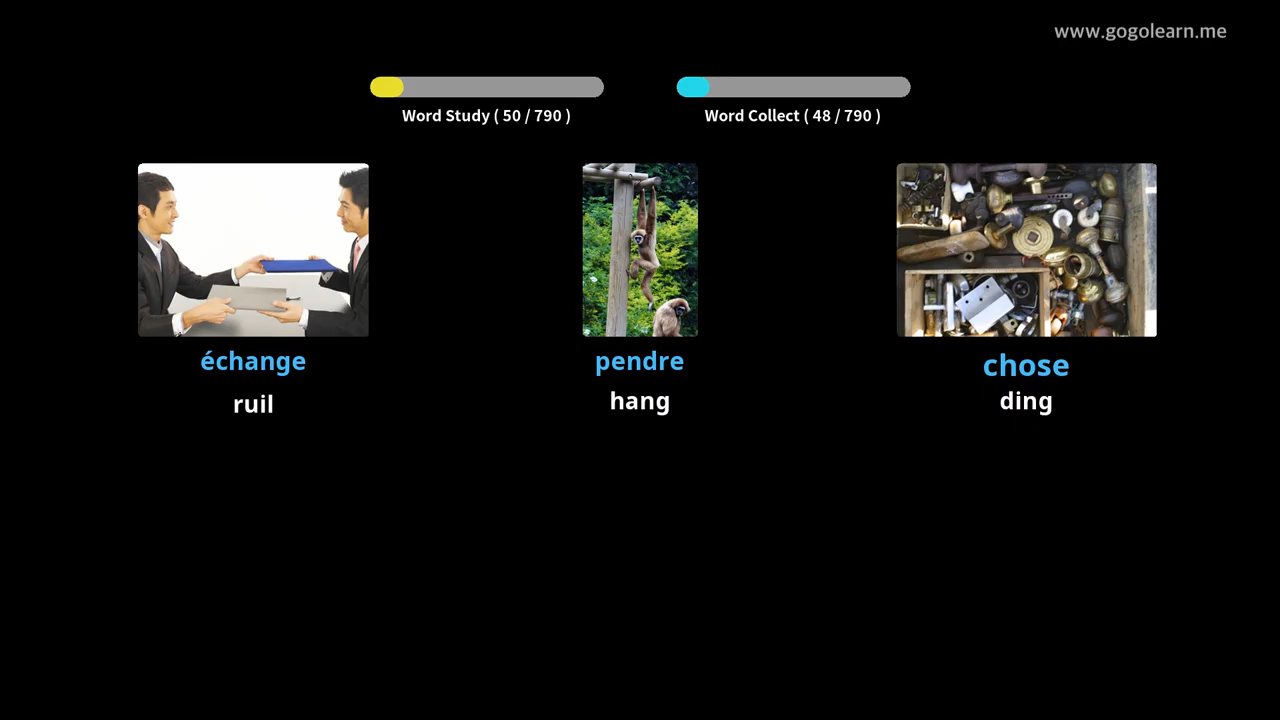 www.gogolearn.me
Word Study ( 50 / 790 )
Word Collect ( 48 / 790 )
échange
pendre
chose
ruil
hang
ding